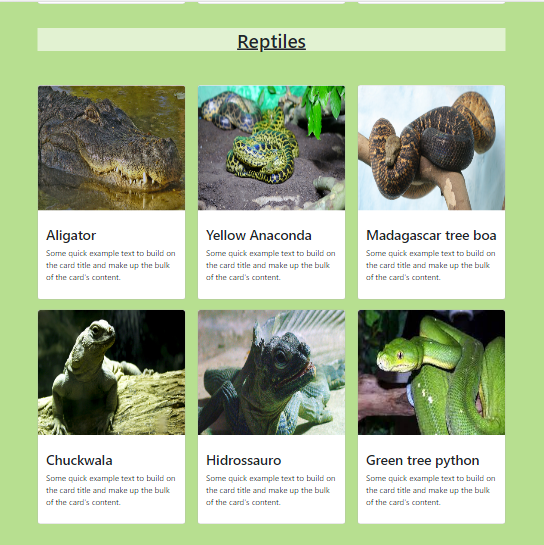 Reptiles
Aligator
Some quick example text to build on
the card title and make up the bulk
of the card's content.
Yellow Anaconda
Some quick example text to build on
the card title and make up the bulk
of the card's content.
Madagascar tree boa
Some quick example text to build on
the card title and make up the bulk
of the card's content.
Chuckwala
Some quick example text to build on
the card title and make up the bulk
of the card's content.
Hidrossauro
Some quick example text to build on
the card title and make up the bulk
of the card's content.
Green tree python
Some quick example text to build on
the card title and make up the bulk
of the card's content.